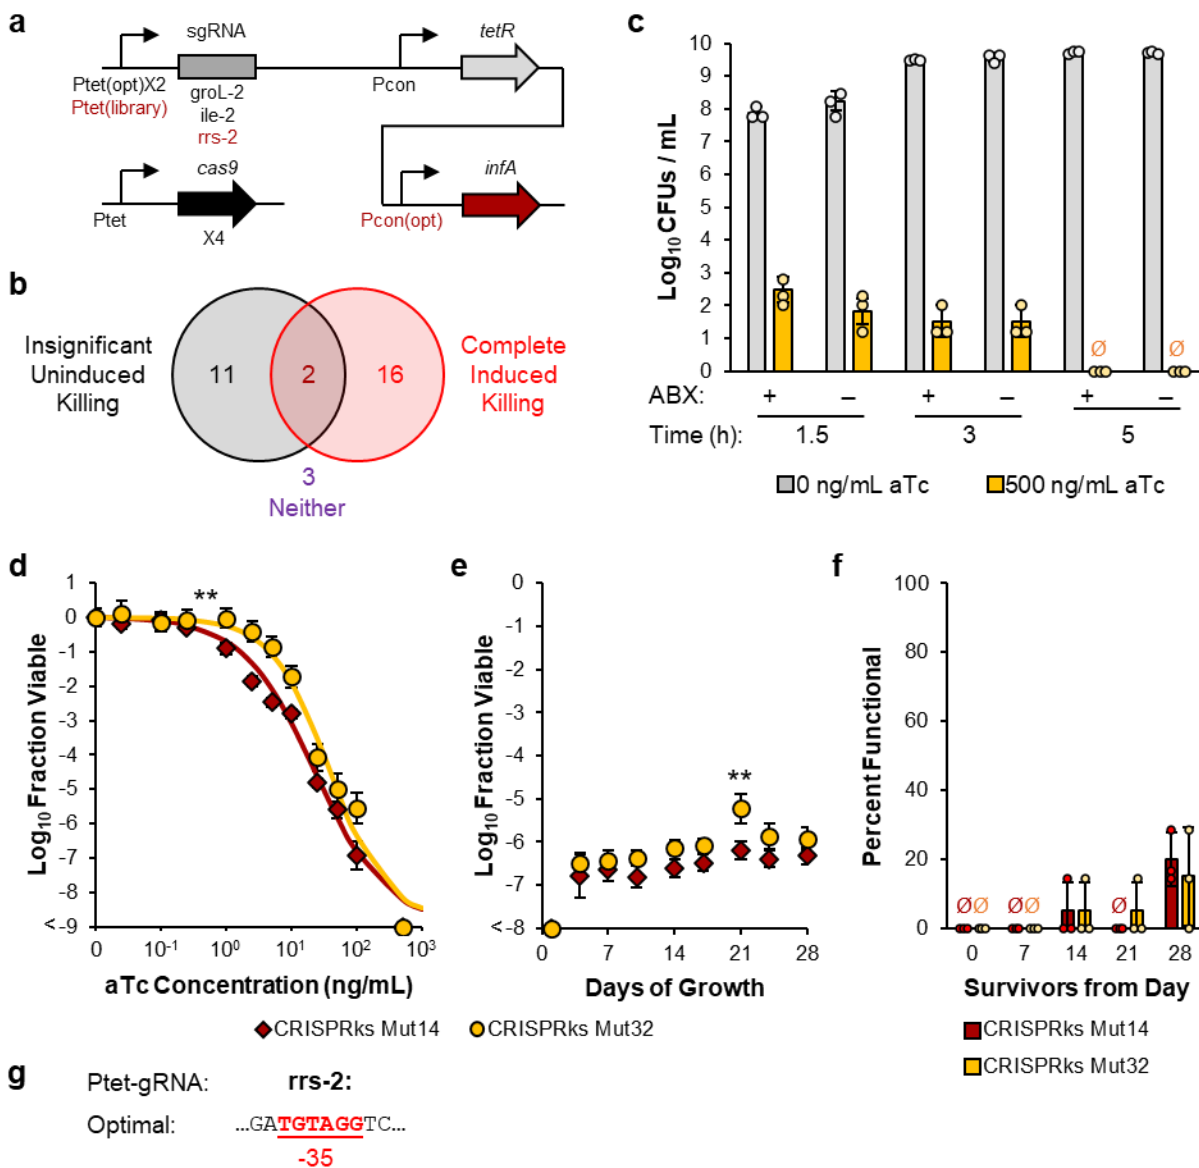 a
sgRNA
tetR
Ptet(opt)X2
Ptet(library)
Pcon
groL-2
ile-2
rrs-2
cas9
infA
Ptet
X4
Pcon(opt)
b
Insignificant
Uninduced
Killing
11
2
16
Complete
Induced
Killing
3
Neither
c
Log₁₀ CFUs / mL
10
9
8
7
6
5
4
3
2
1
0
Ø Ø
ABX: + – + – + –
Time (h): 1.5 3 5
0 ng/mL aTc 500 ng/mL aTc
d
Log₁₀ Fraction Viable
1
0
-1
-2
-3
-4
-5
-6
-7
-8
<-9
**
0 10⁻¹ 10⁰ 10¹ 10² 10³
aTc Concentration (ng/mL)
e
Log₁₀ Fraction Viable
0
-1
-2
-3
-4
-5
-6
-7
<-8
**
0 7 14 21 28
Days of Growth
CRISPRks Mut14 CRISPRks Mut32
f
Percent Functional
100
80
60
40
20
0
Ø Ø Ø Ø Ø
0 7 14 21 28
Survivors from Day
CRISPRks Mut14
CRISPRks Mut32
g
Ptet-gRNA: rrs-2:
Optimal: ...GATGTAGGTC...
-35